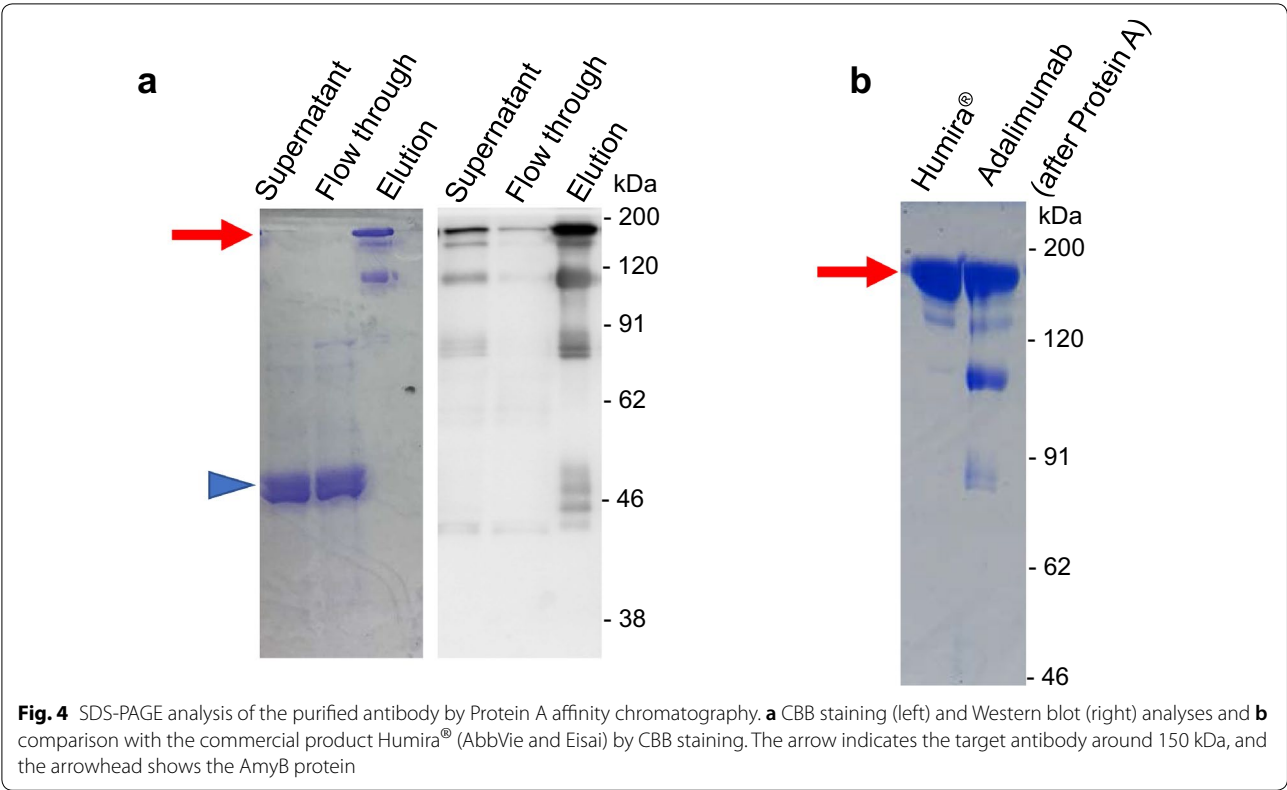 a
Supernatant
Flow through
Elution
Supernatant
Flow through
Elution
kDa
- 200
- 120
- 91
- 62
- 46
- 38
b
Humira®
Adalimumab
(after Protein A)
kDa
- 200
- 120
- 91
- 62
- 46
Fig. 4 SDS-PAGE analysis of the purified antibody by Protein A affinity chromatography. a CBB staining (left) and Western blot (right) analyses and b
comparison with the commercial product Humira® (AbbVie and Eisai) by CBB staining. The arrow indicates the target antibody around 150 kDa, and
the arrowhead shows the AmyB protein